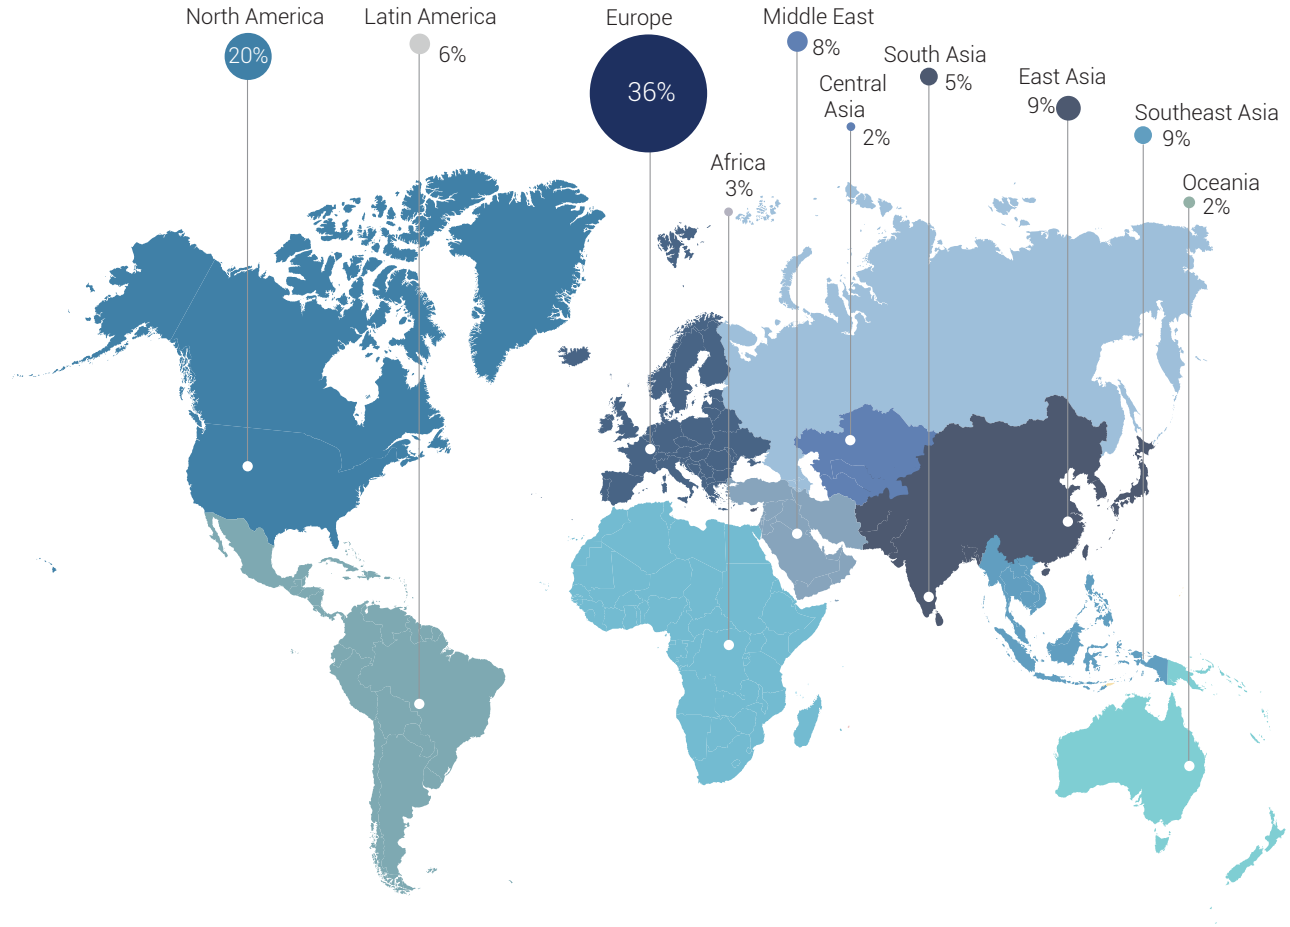 North America
20%
Latin America
6%
Europe
36%
Africa
3%
Middle East
8%
Central
Asia
2%
South Asia
5%
East Asia
9%
Southeast Asia
9%
Oceania
2%